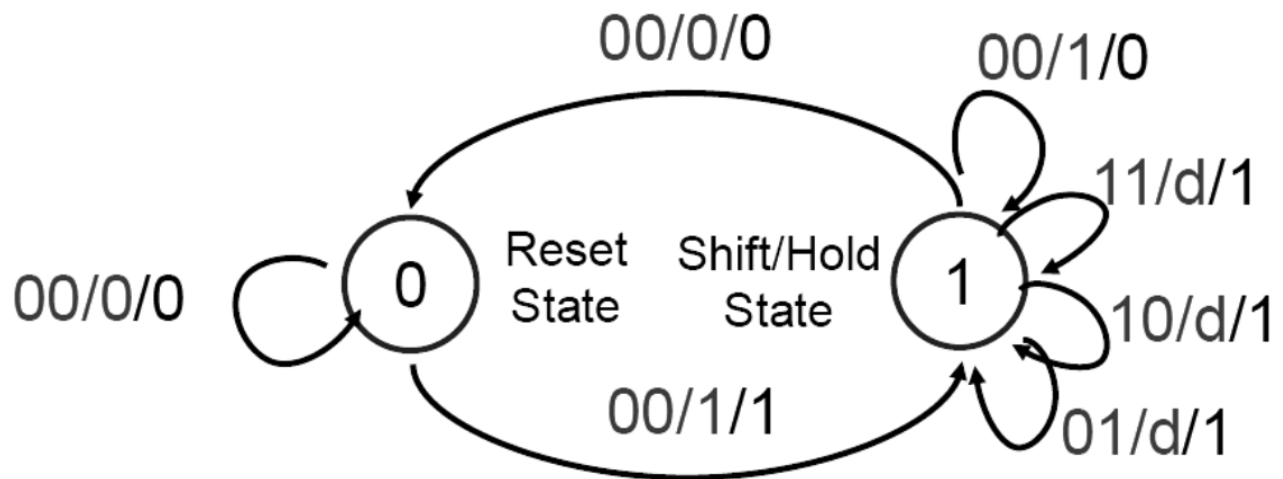 00/0/0
00/1/0
11/d/1
Reset
State
Shift/Hold
State
0
1
00/0/0
10/d/1
00/1/1
01/d/1